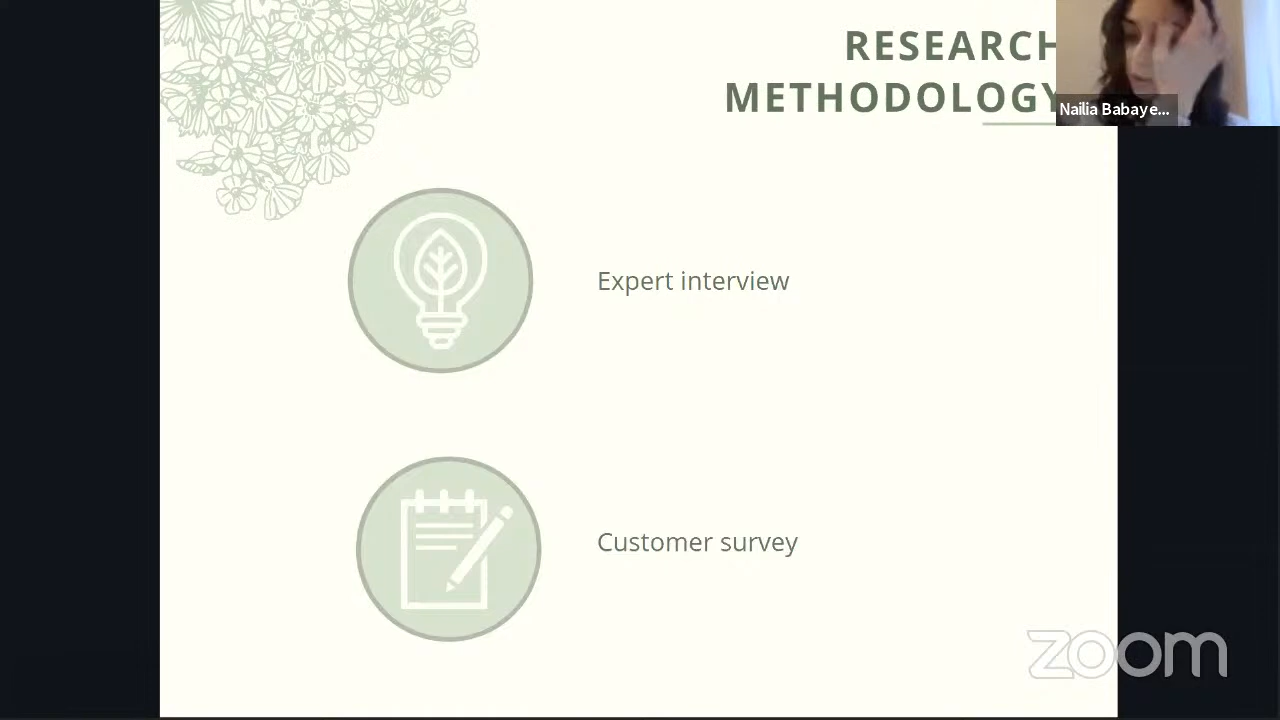 RESEARCH
METHODOLOGY
Nailia Babaye...
Expert interview
Customer survey
zoom